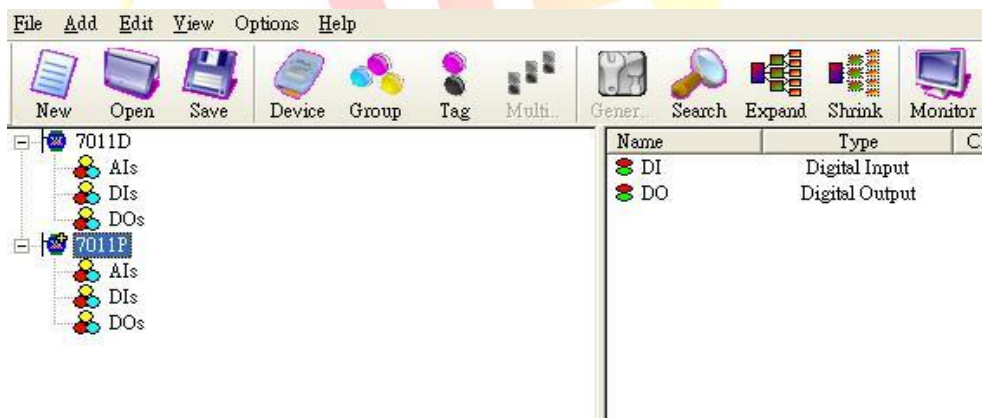 File Add Edit View Options Help
New Open Save Device Group Tag Multi.. Gener.. Search Expand Shrink Monitor
7011D
AIs
DIs
DOs
7011P
AIs
DIs
DOs
Name Type
DI Digital Input
DO Digital Output